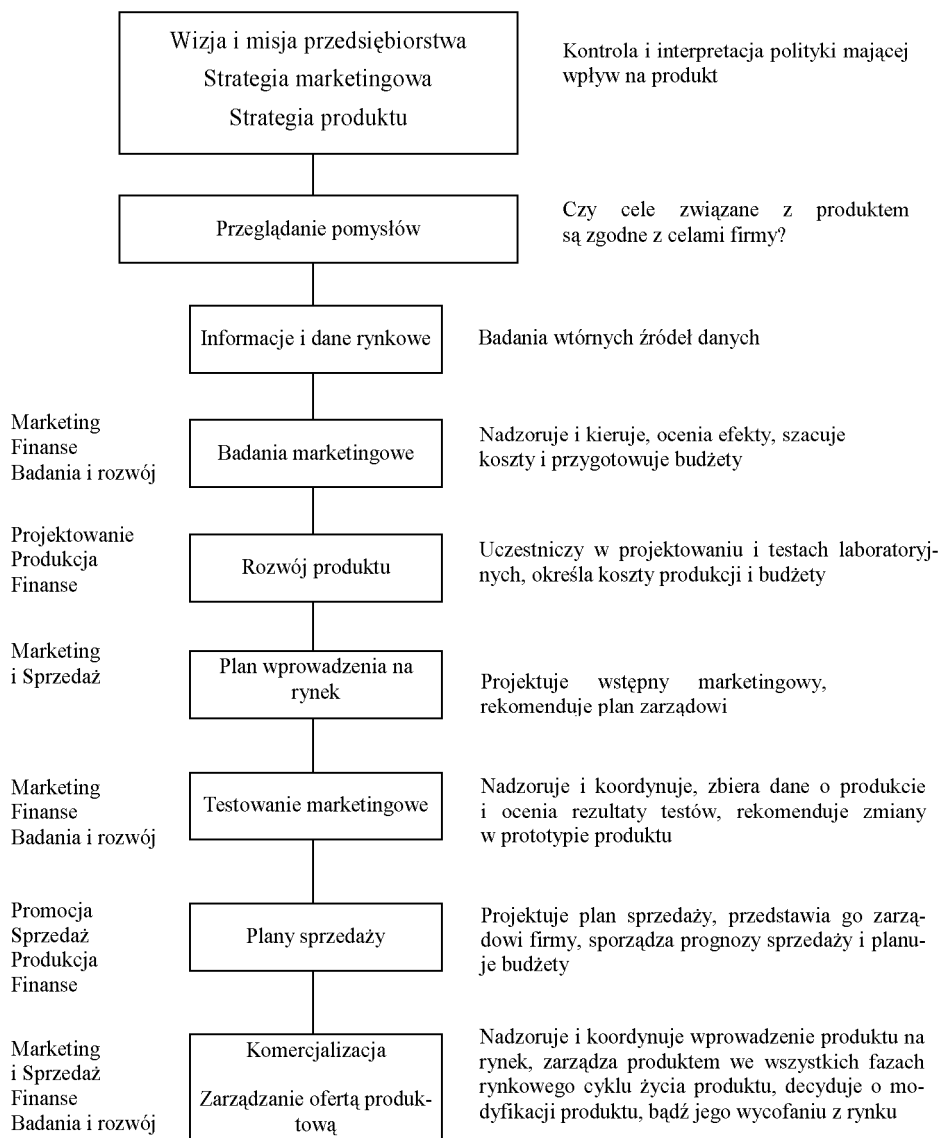 Wizja i misja przedsiębiorstwa
Strategia marketingowa
Strategia produktu
Kontrola i interpretacja polityki mającej
wpływ na produkt
Przeglądanie pomysłów
Czy cele związane z produktem
są zgodne z celami firmy?
Informacje i dane rynkowe
Badania wtórnych źródeł danych
Marketing
Finanse
Badania i rozwój
Badania marketingowe
Nadzoruje i kieruje, ocenia efekty, szacuje
koszty i przygotowuje budżety
Projektowanie
Produkcja
Finanse
Rozwój produktu
Uczestniczy w projektowaniu i testach laboratoryj-
nych, określa koszty produkcji i budżety
Marketing
i Sprzedaż
Plan wprowadzenia na
rynek
Projektuje wstępny marketingowy,
rekomenduje plan zarządowi
Marketing
Finanse
Badania i rozwój
Testowanie marketingowe
Nadzoruje i koordynuje, zbiera dane o produkcie
i ocenia rezultaty testów, rekomenduje zmiany
w prototypie produktu
Promocja
Sprzedaż
Produkcja
Finanse
Plany sprzedaży
Projektuje plan sprzedaży, przedstawia go zarzą-
dowi firmy, sporządza prognozy sprzedaży i planu-
je budżety
Marketing
i Sprzedaż
Finanse
Badania i rozwój
Komercjalizacja
Zarządzanie ofertą produk-
tową
Nadzoruje i koordynuje wprowadzenie produktu na
rynek, zarządza produktem we wszystkich fazach
rynkowego cyklu życia produktu, decyduje o mo-
dyfikacji produktu, bądź jego wycofaniu z rynku